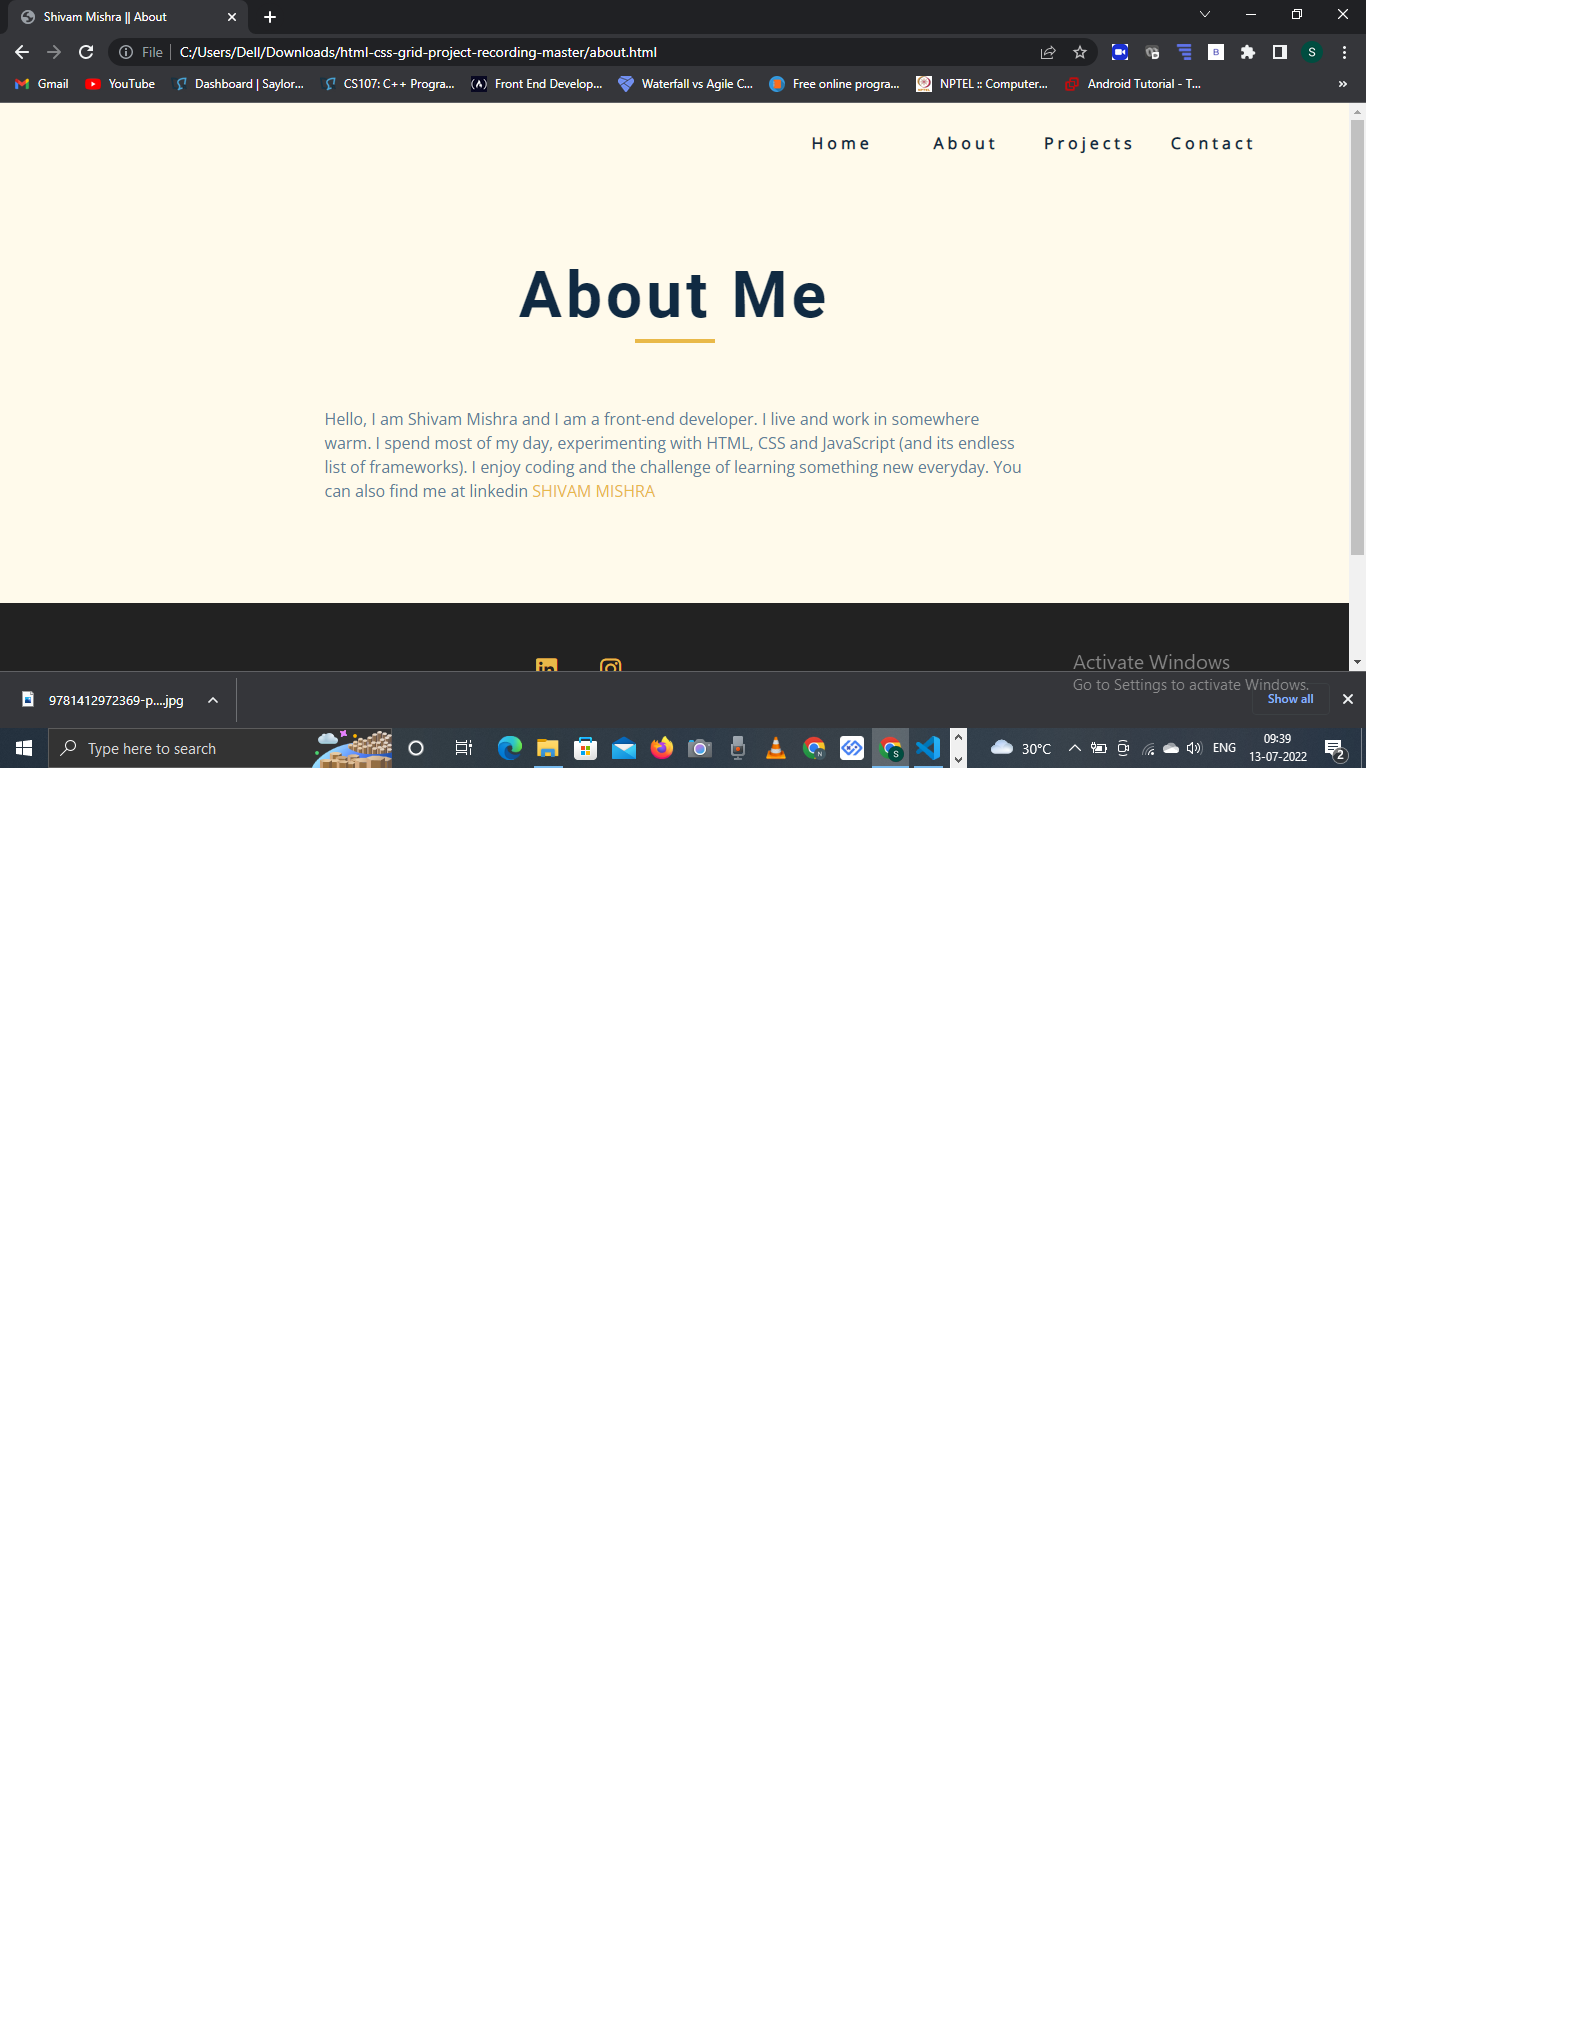 Shivam Mishra || About
File C:/Users/Dell/Downloads/html-css-grid-project-recording-master/about.html
Gmail YouTube Dashboard | Saylor... CS107: C++ Progra... Front End Develop... Waterfall vs Agile C... Free online progra... NPTEL :: Computer... Android Tutorial - T... »
Home About Projects Contact
About Me
Hello, I am Shivam Mishra and I am a front-end developer. I live and work in somewhere
warm. I spend most of my day, experimenting with HTML, CSS and JavaScript (and its endless
list of frameworks). I enjoy coding and the challenge of learning something new everyday. You
can also find me at linkedin SHIVAM MISHRA
Activate Windows
Go to Settings to activate Windows.
9781412972369-p....jpg
Show all
Type here to search
30°C
ENG
09:39
13-07-2022
2